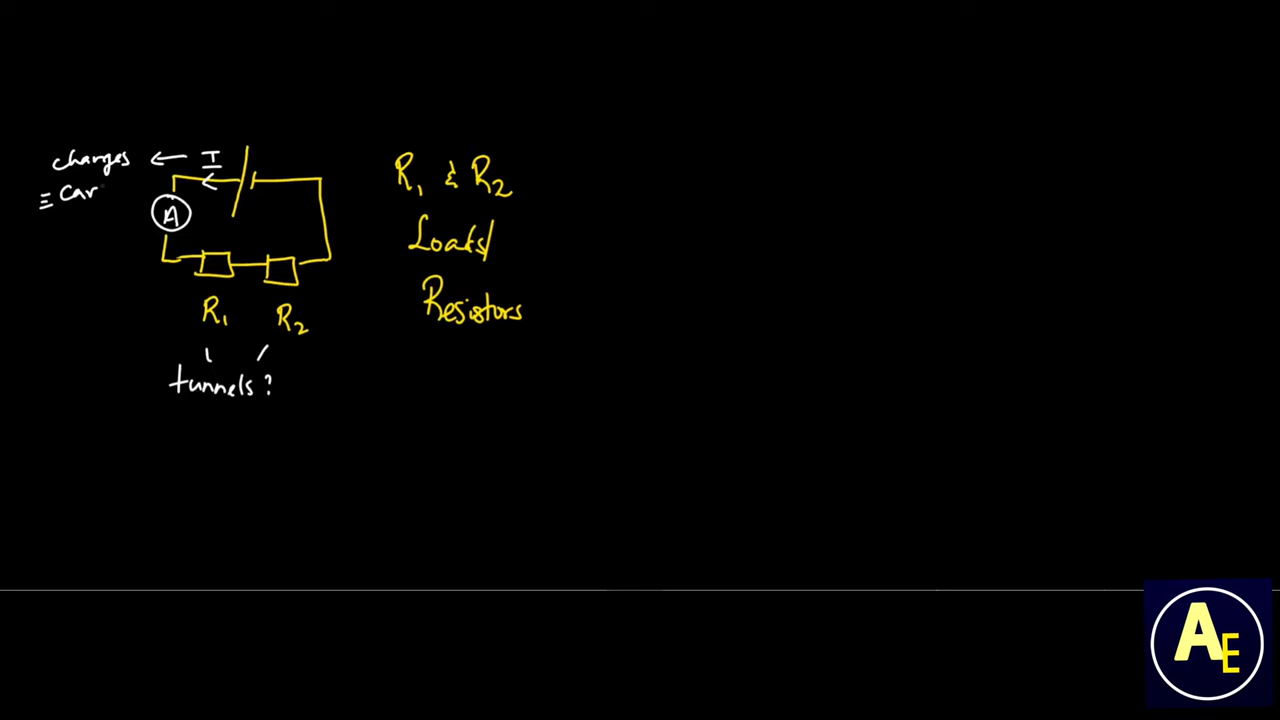 charges ← I
≡ Car
A
R₁ R₂
tunnels?
R₁ & R₂
Loads/
Resistors
AE